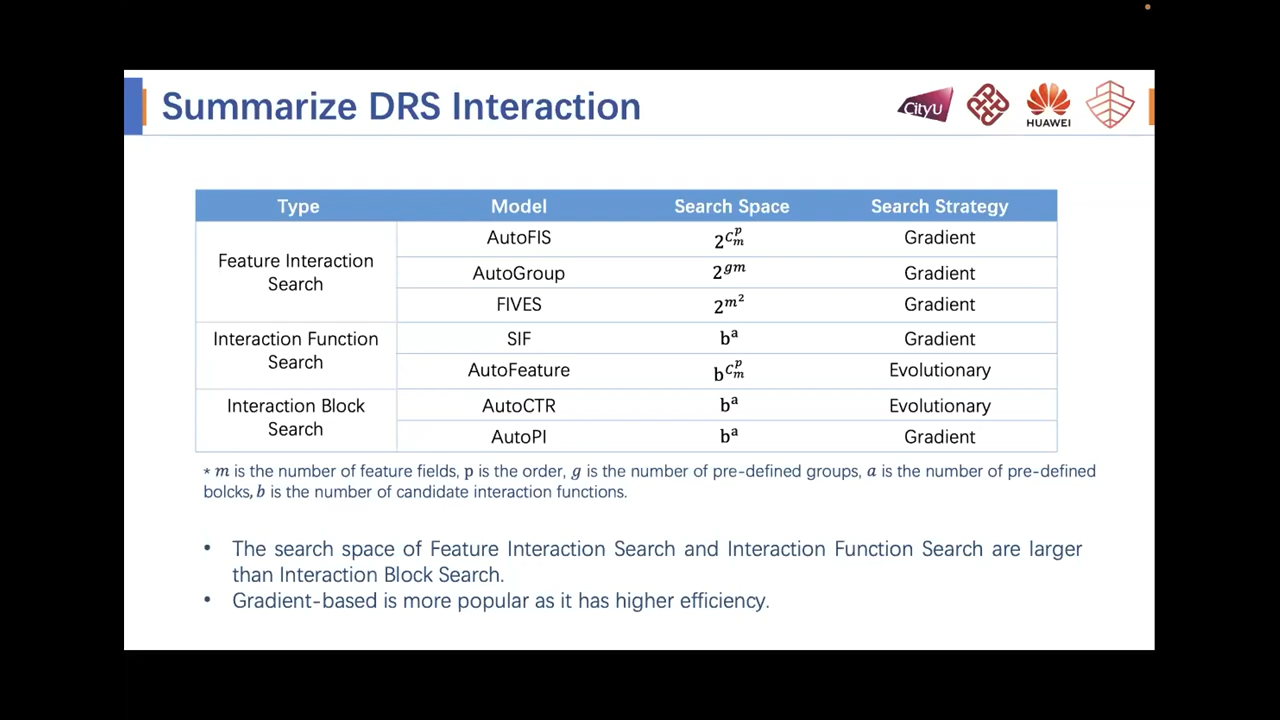 Summarize DRS Interaction
CityU
HUAWEI
Type Model Search Space Search Strategy
Feature Interaction
Search
AutoFIS 2^{C_m^p} Gradient
AutoGroup 2^{gm} Gradient
FIVES 2^{m^2} Gradient
Interaction Function
Search
SIF b^a Gradient
AutoFeature b^{C_m^p} Evolutionary
Interaction Block
Search
AutoCTR b^a Evolutionary
AutoPI b^a Gradient
* m is the number of feature fields, p is the order, g is the number of pre-defined groups, a is the number of pre-defined
bolcks, b is the number of candidate interaction functions.
• The search space of Feature Interaction Search and Interaction Function Search are larger
than Interaction Block Search.
• Gradient-based is more popular as it has higher efficiency.